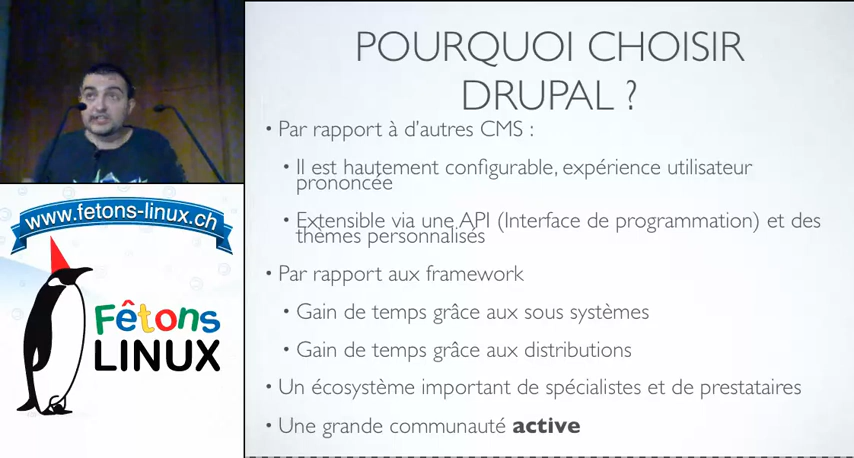 POURQUOI CHOISIR
DRUPAL ?
• Par rapport à d'autres CMS :
• Il est hautement configurable, expérience utilisateur
prononcée
• Extensible via une API (Interface de programmation) et des
thèmes personnalisés
• Par rapport aux framework
• Gain de temps grâce aux sous systèmes
• Gain de temps grâce aux distributions
• Un écosystème important de spécialistes et de prestataires
• Une grande communauté active
www.fetons-linux.ch
Fêtons
LINUX